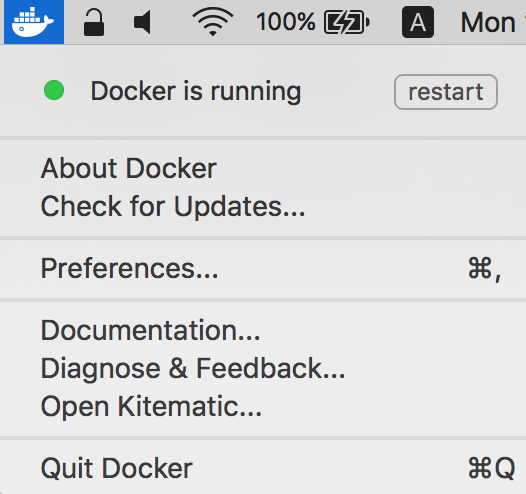 100% A Mon
Docker is running restart
About Docker
Check for Updates...
Preferences... ⌘,
Documentation...
Diagnose & Feedback...
Open Kitematic...
Quit Docker ⌘Q